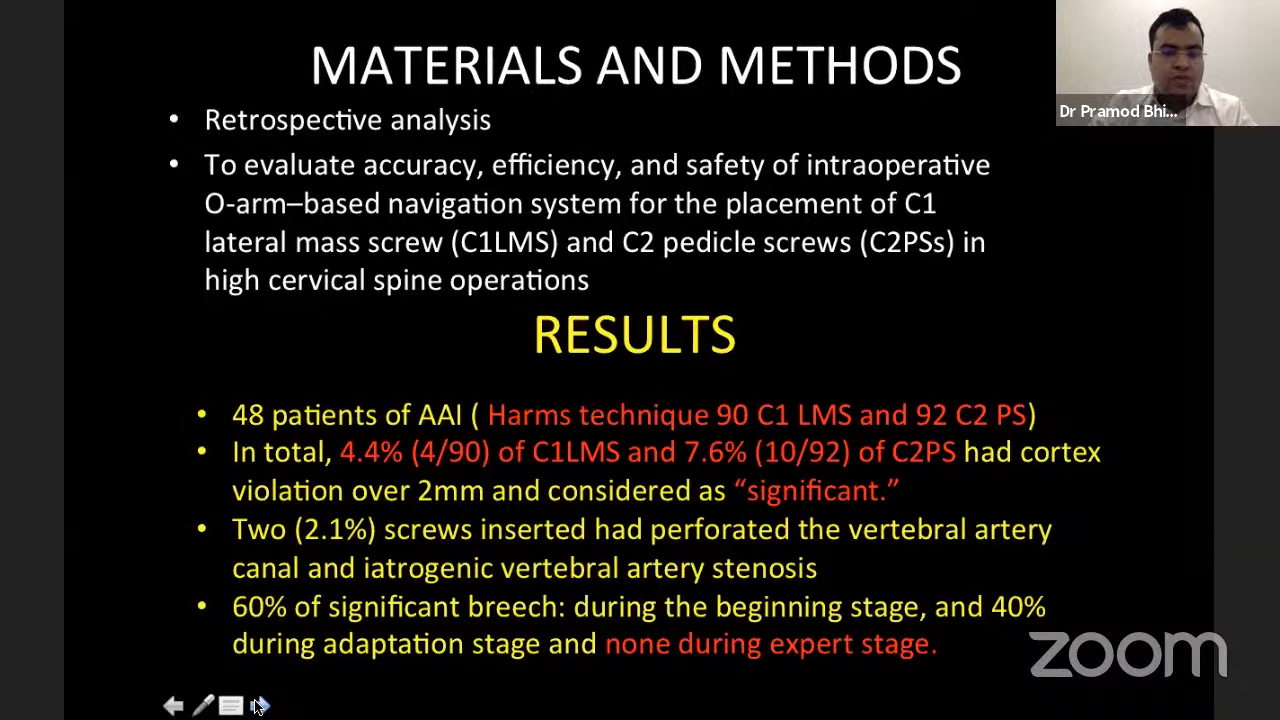 MATERIALS AND METHODS
Dr Pramod Bhi...
• Retrospective analysis
• To evaluate accuracy, efficiency, and safety of intraoperative
O-arm–based navigation system for the placement of C1
lateral mass screw (C1LMS) and C2 pedicle screws (C2PSs) in
high cervical spine operations
RESULTS
• 48 patients of AAI ( Harms technique 90 C1 LMS and 92 C2 PS)
• In total, 4.4% (4/90) of C1LMS and 7.6% (10/92) of C2PS had cortex
violation over 2mm and considered as “significant.”
• Two (2.1%) screws inserted had perforated the vertebral artery
canal and iatrogenic vertebral artery stenosis
• 60% of significant breech: during the beginning stage, and 40%
during adaptation stage and none during expert stage.
zoom